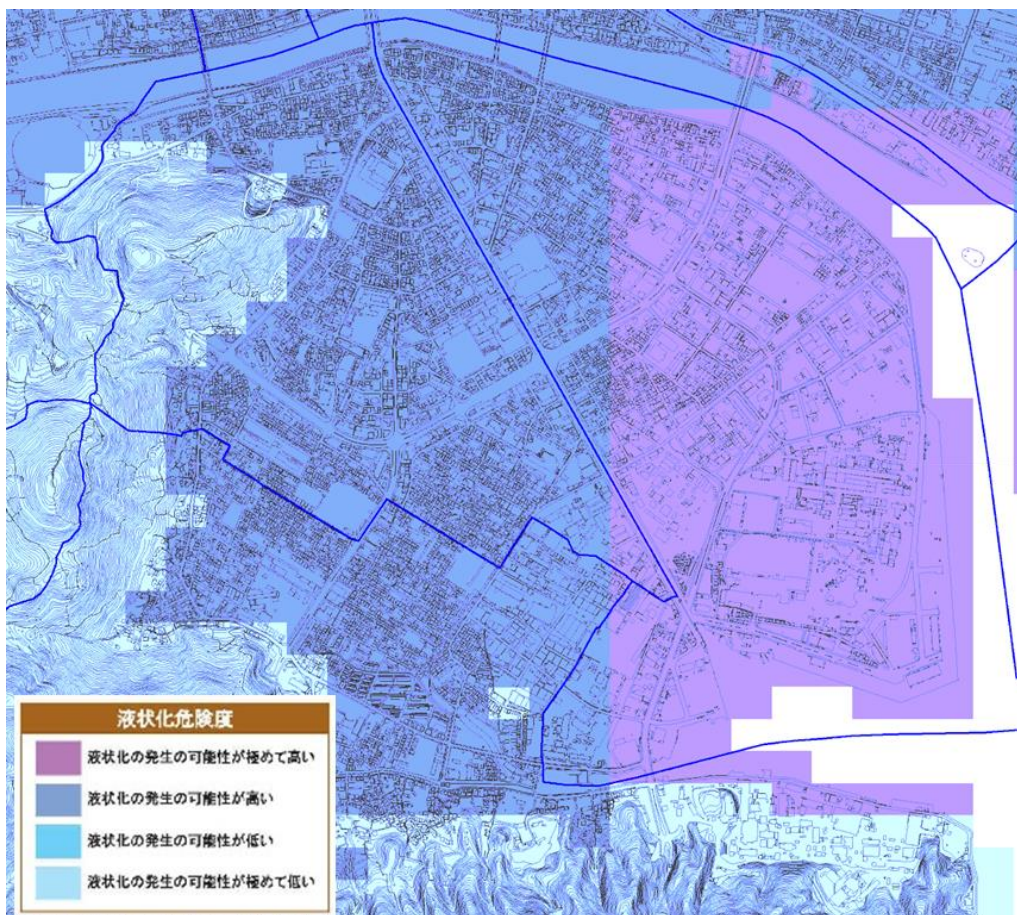 液状化危険度
液状化の発生の可能性が極めて高い
液状化の発生の可能性が高い
液状化の発生の可能性が低い
液状化の発生の可能性が極めて低い